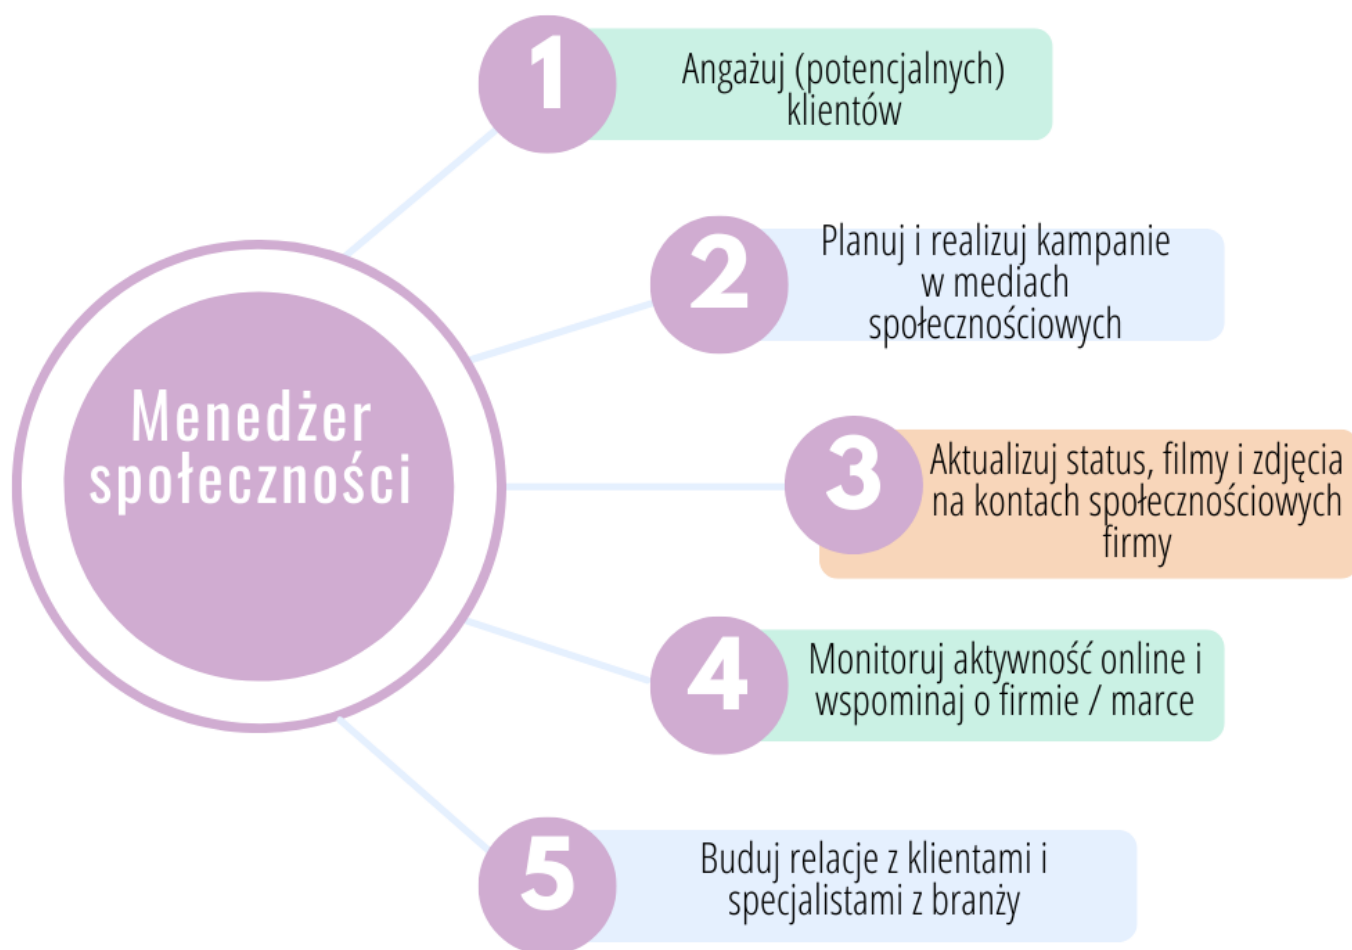 1
Angażuj (potencjalnych)
klientów
2
Planuj i realizuj kampanie
w mediach
społecznościowych
Menedżer
społeczności
3
Aktualizuj status, filmy i zdjęcia
na kontach społecznościowych
firmy
4
Monitoruj aktywność online i
wspominaj o firmie / marce
5
Buduj relacje z klientami i
specjalistami z branży